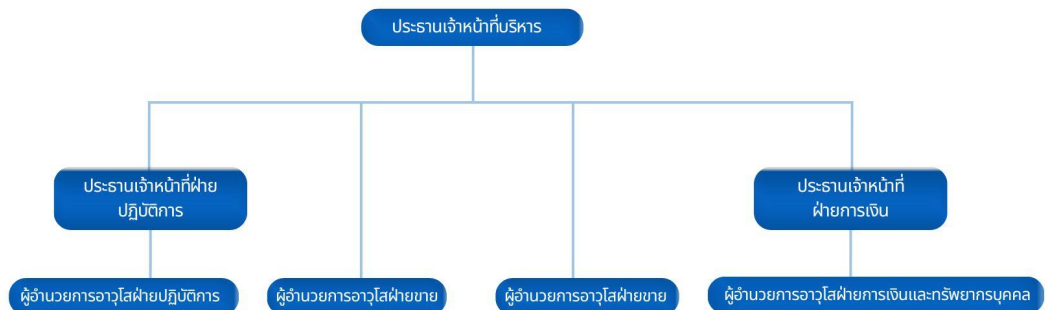 ประธานเจ้าหน้าที่บริหาร
ประธานเจ้าหน้าที่ฝ่าย
ปฏิบัติการ
ประธานเจ้าหน้าที่
ฝ่ายการเงิน
ผู้อำนวยการอาวุโสฝ่ายปฏิบัติการ
ผู้อำนวยการอาวุโสฝ่ายขาย
ผู้อำนวยการอาวุโสฝ่ายขาย
ผู้อำนวยการอาวุโสฝ่ายการเงินและทรัพยากรบุคคล